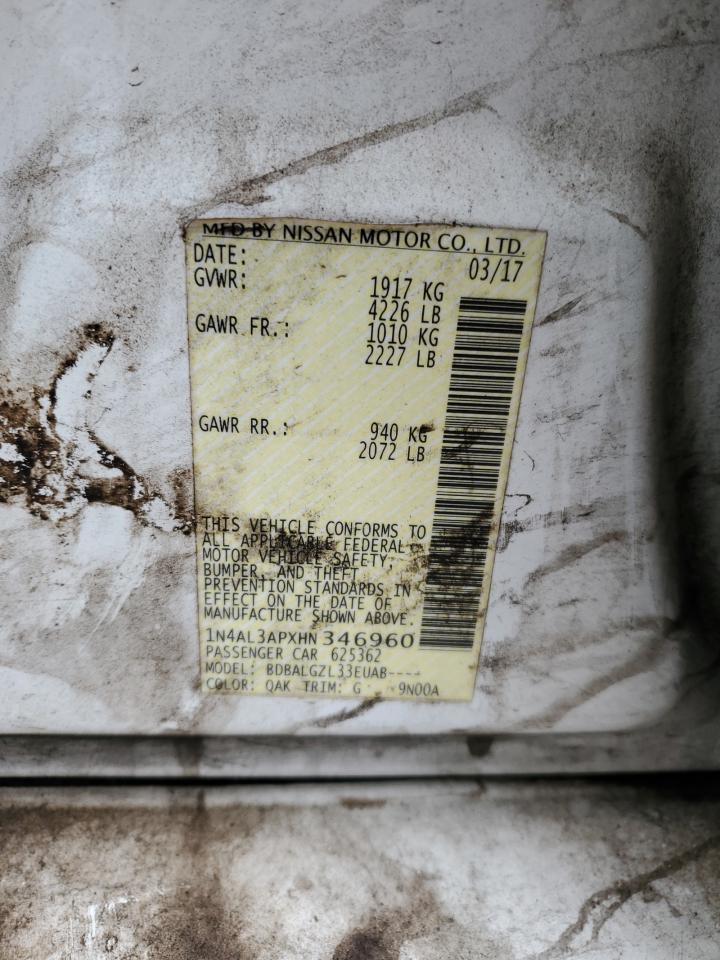 MFD BY NISSAN MOTOR CO., LTD.
DATE: 03/17
GVWR: 1917 KG
4226 LB
GAWR FR.: 1010 KG
2227 LB
GAWR RR.: 940 KG
2072 LB
THIS VEHICLE CONFORMS TO
ALL APPLICABLE FEDERAL
MOTOR VEHICLE SAFETY,
BUMPER, AND THEFT
PREVENTION STANDARDS IN
EFFECT ON THE DATE OF
MANUFACTURE SHOWN ABOVE.
1N4AL3APXHN346960
PASSENGER CAR 625362
MODEL: BDBALGZL33EUAB----
COLOR: QAK TRIM: G 9N00A